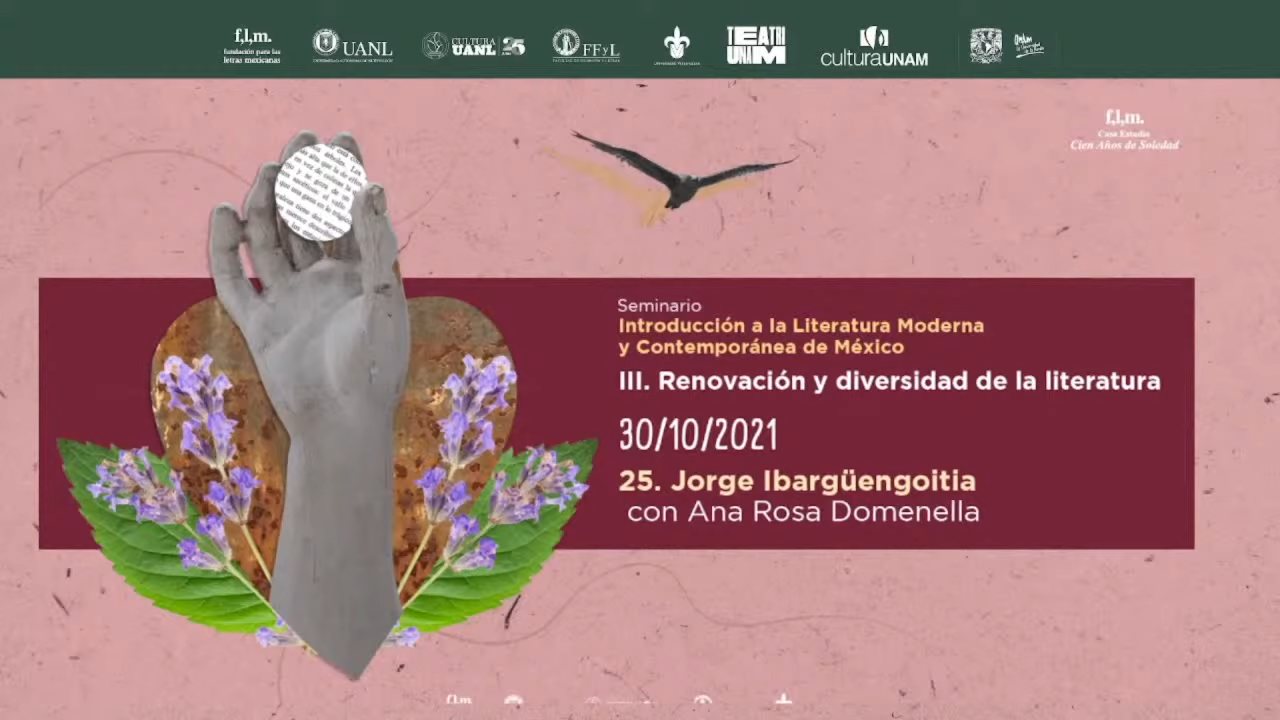 f,l,m.
fundación para las
letras mexicanas
UANL
CULTURA
UANL 25
FFyL
TEATRO
UNAM
culturaUNAM
f,l,m.
Casa Estudio
Cien Años de Soledad
Seminario
Introducción a la Literatura Moderna
y Contemporánea de México
III. Renovación y diversidad de la literatura
30/10/2021
25. Jorge Ibargüengoitia
con Ana Rosa Domenella
f,l,m.